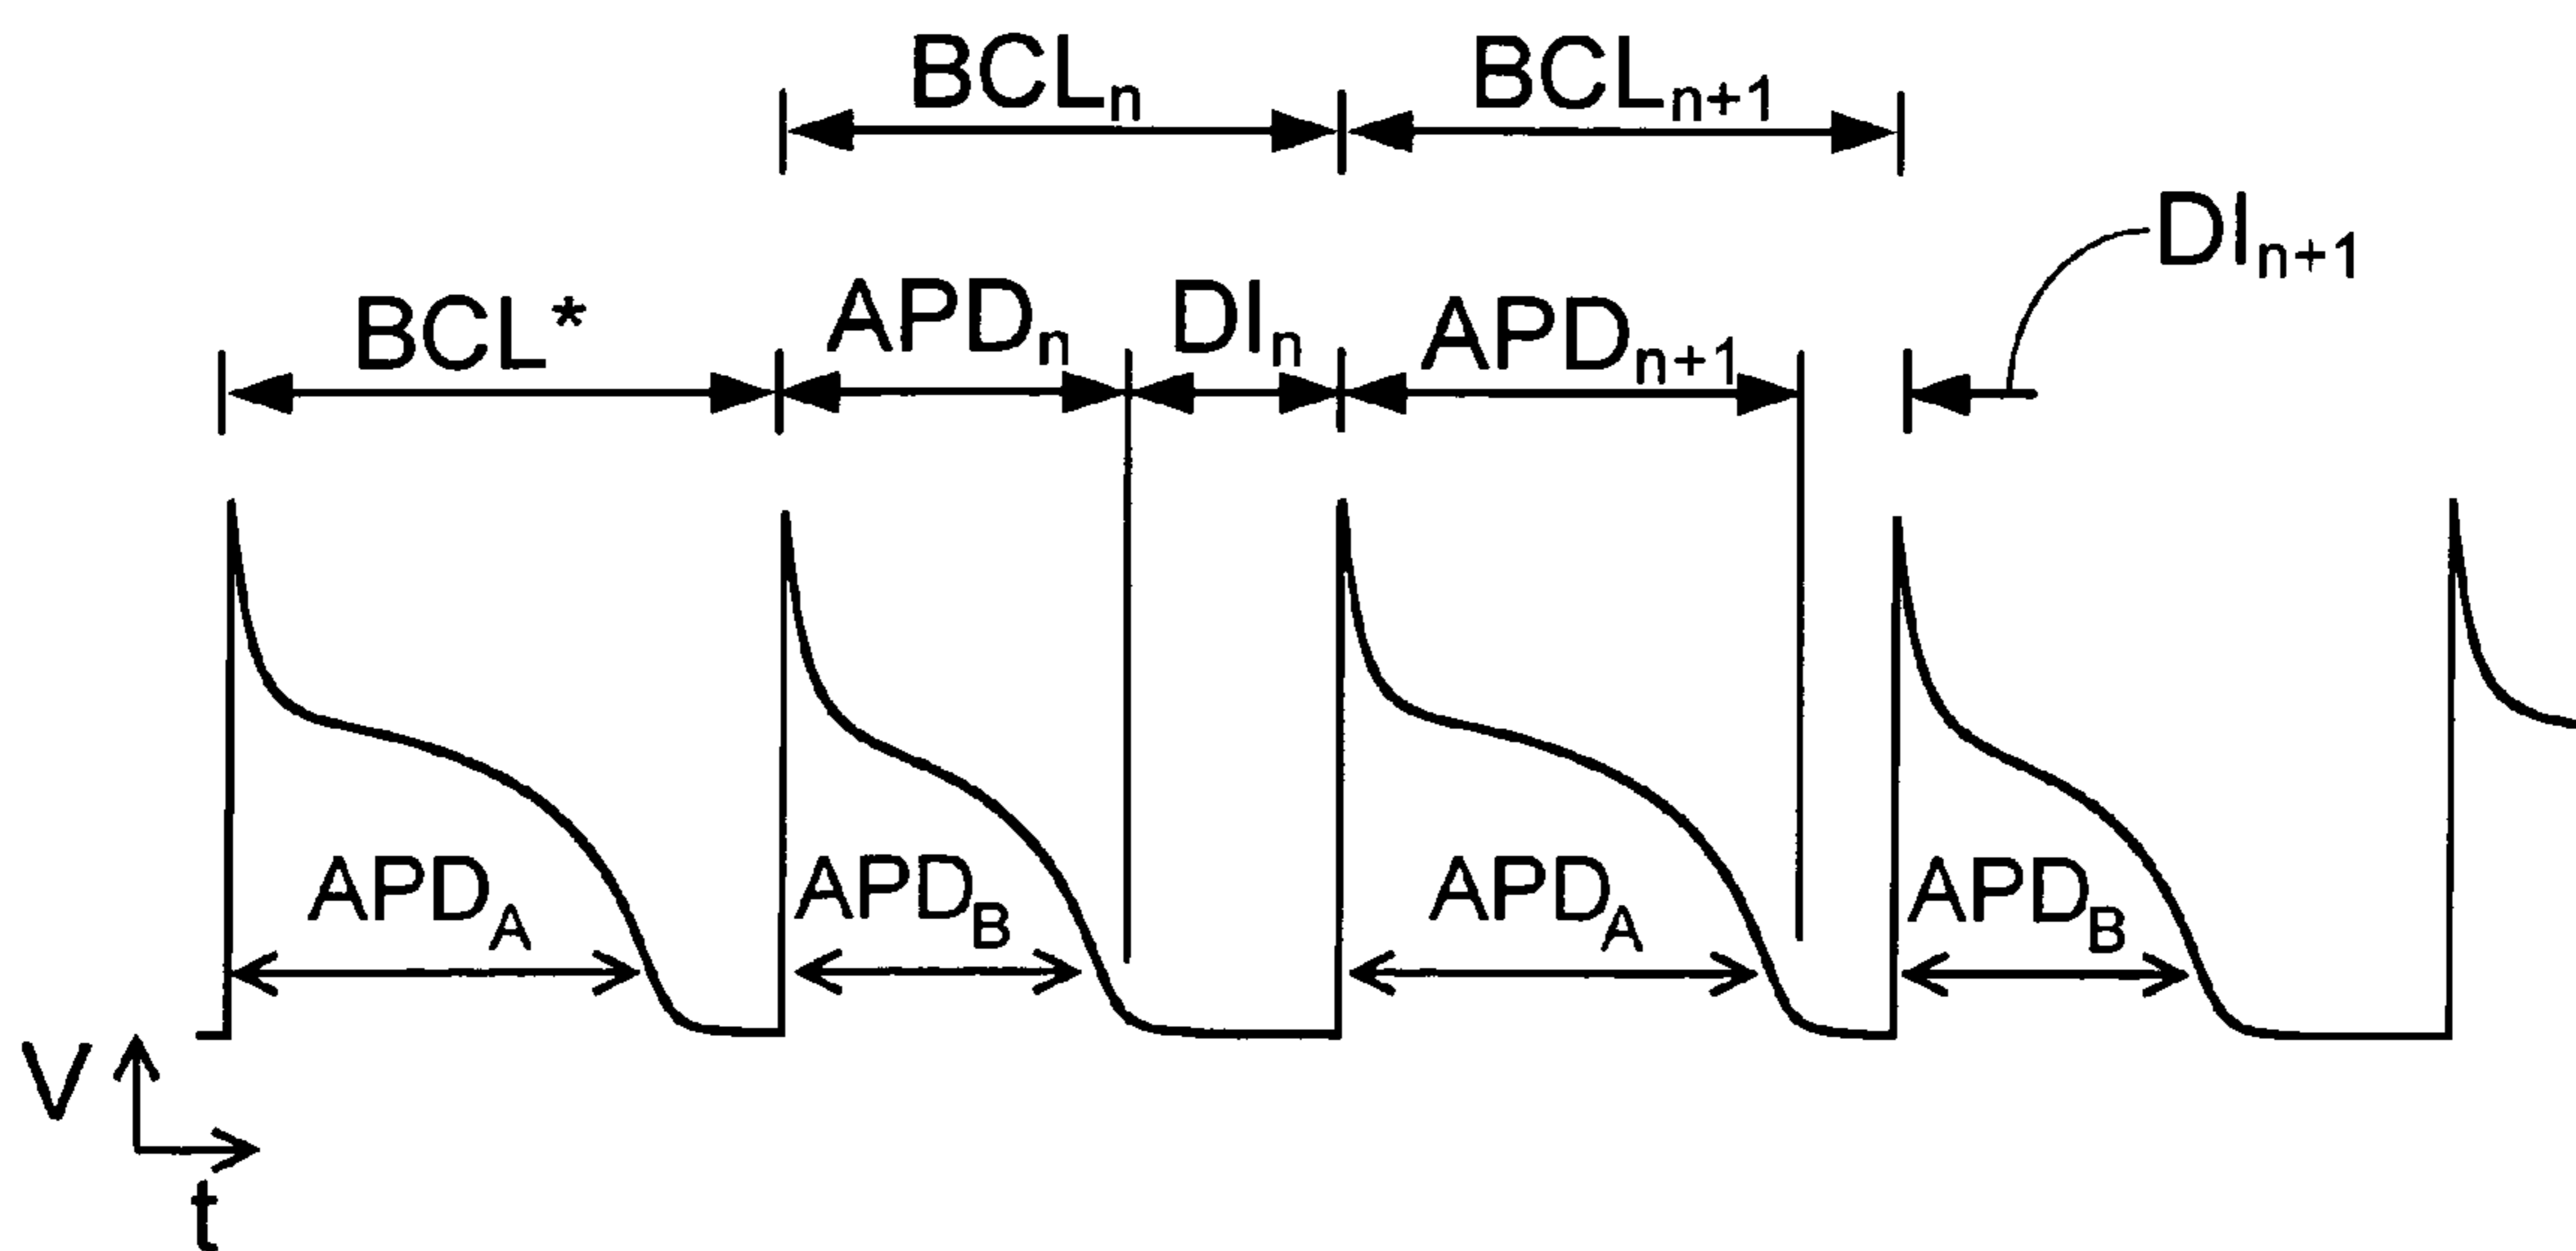 BCLn BCLn+1
DIn+1
BCL* APDn DIn APDn+1
APDA APDB APDA APDB
V
t